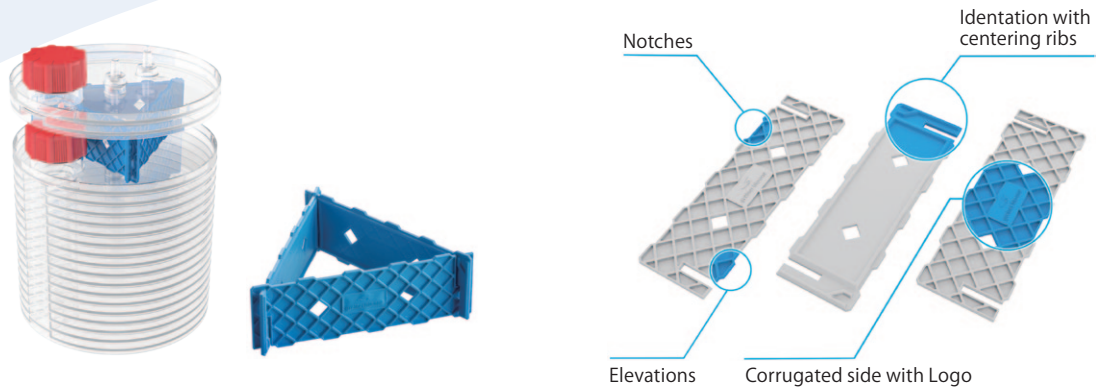 Notches
Identation with
centering ribs
Elevations
Corrugated side with Logo